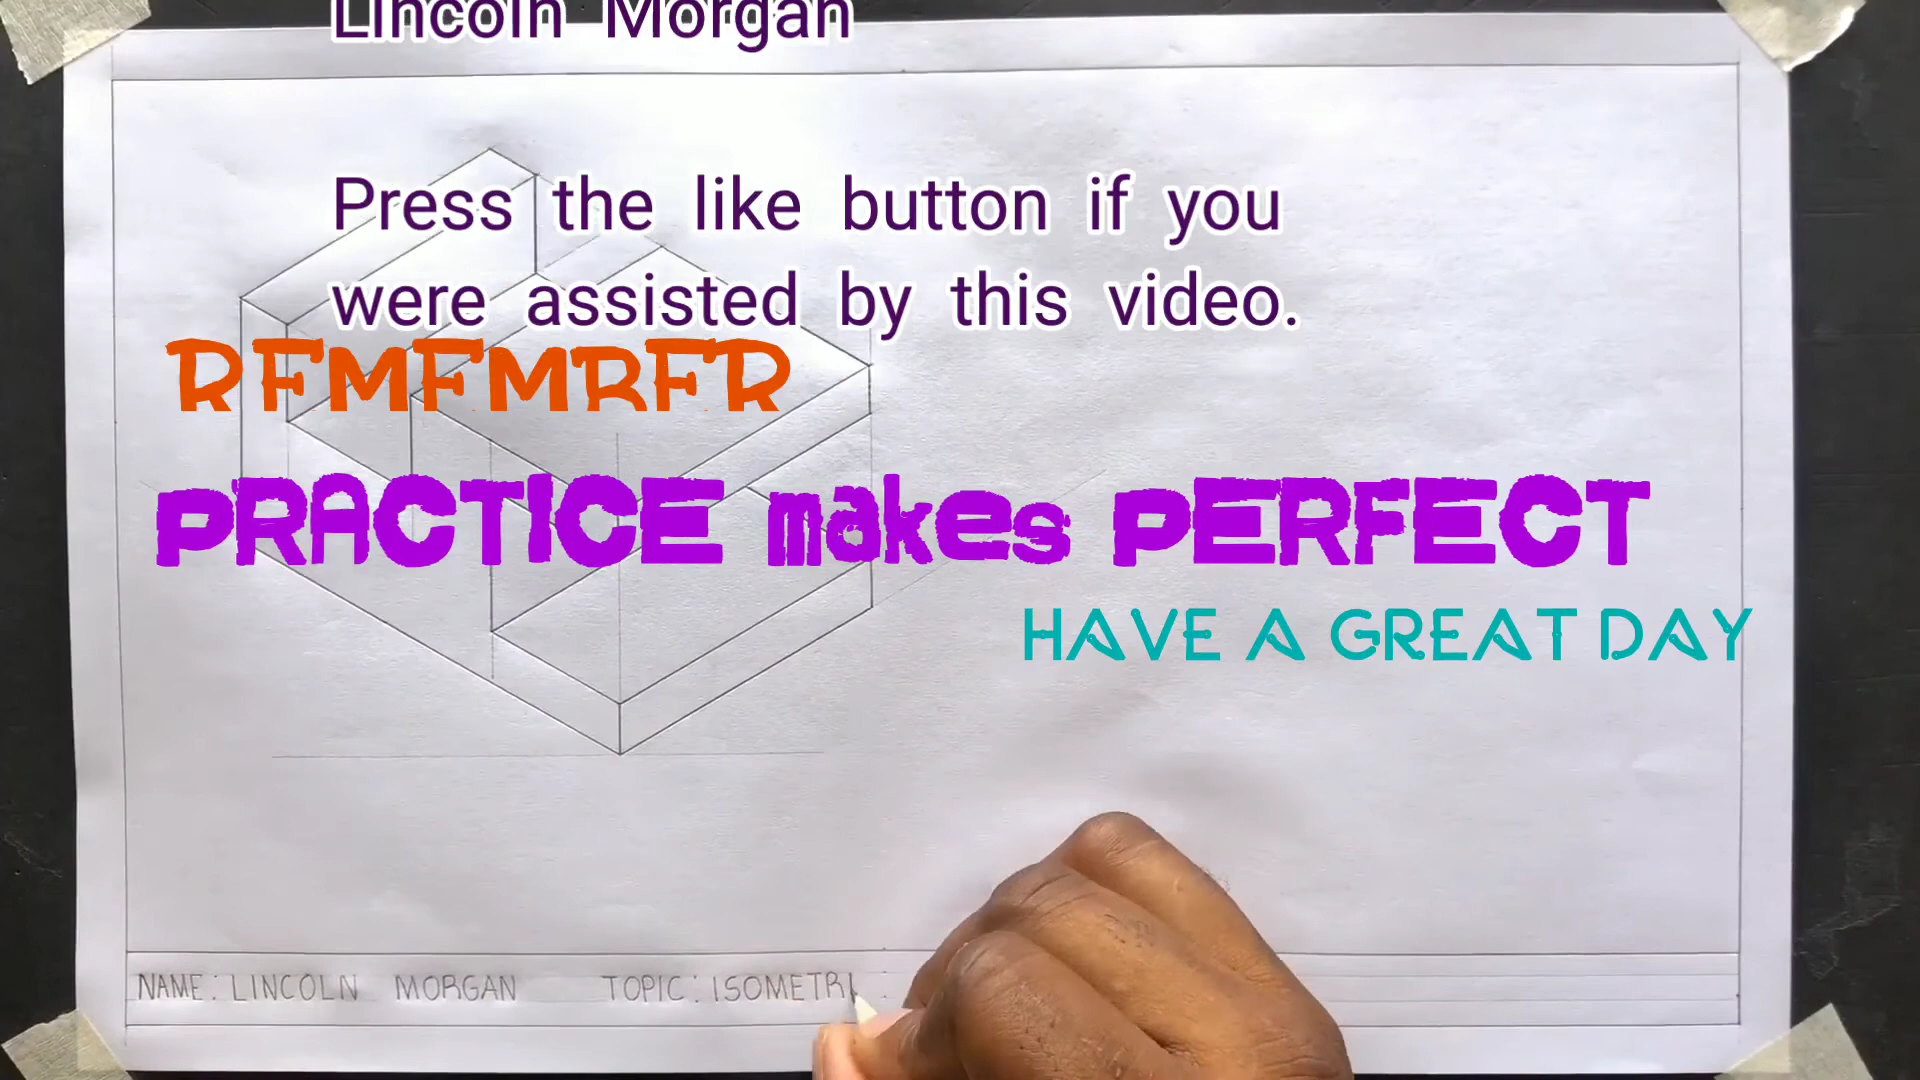 Lincoln Morgan
Press the like button if you
were assisted by this video.
REMEMBER
PRACTICE makes PERFECT
HAVE A GREAT DAY
NAME: LINCOLN MORGAN TOPIC: ISOMETRI